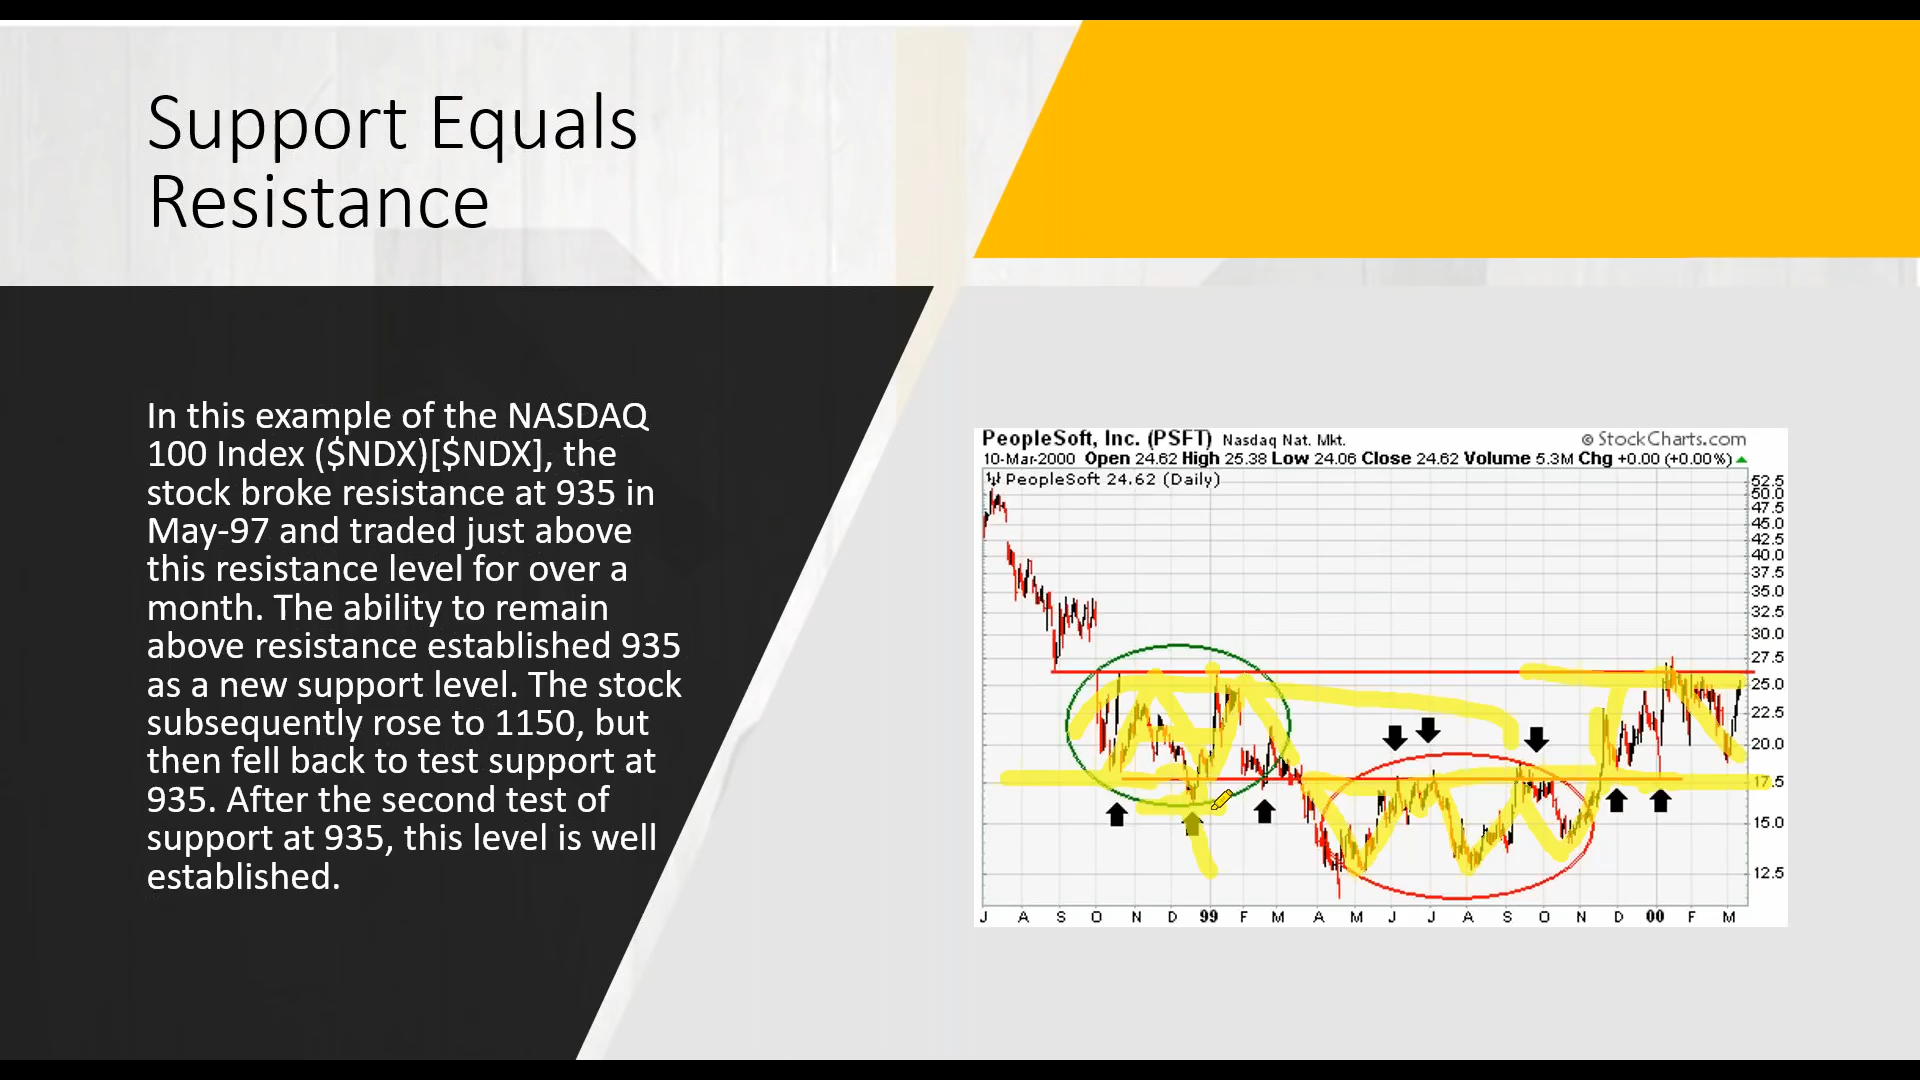 Support Equals
Resistance
In this example of the NASDAQ
100 Index ($NDX)[$NDX], the
stock broke resistance at 935 in
May-97 and traded just above
this resistance level for over a
month. The ability to remain
above resistance established 935
as a new support level. The stock
subsequently rose to 1150, but
then fell back to test support at
935. After the second test of
support at 935, this level is well
established.
PeopleSoft, Inc. (PSFT) Nasdaq Nat. Mkt. © StockCharts.com
10-Mar-2000 Open 24.62 High 25.38 Low 24.06 Close 24.62 Volume 5.3M Chg +0.00 (+0.00%)
PeopleSoft 24.62 (Daily)
52.5
50.0
47.5
45.0
42.5
40.0
37.5
35.0
32.5
30.0
27.5
25.0
22.5
20.0
17.5
15.0
12.5
J A S O N D 99 F M A M J J A S O N D 00 F M